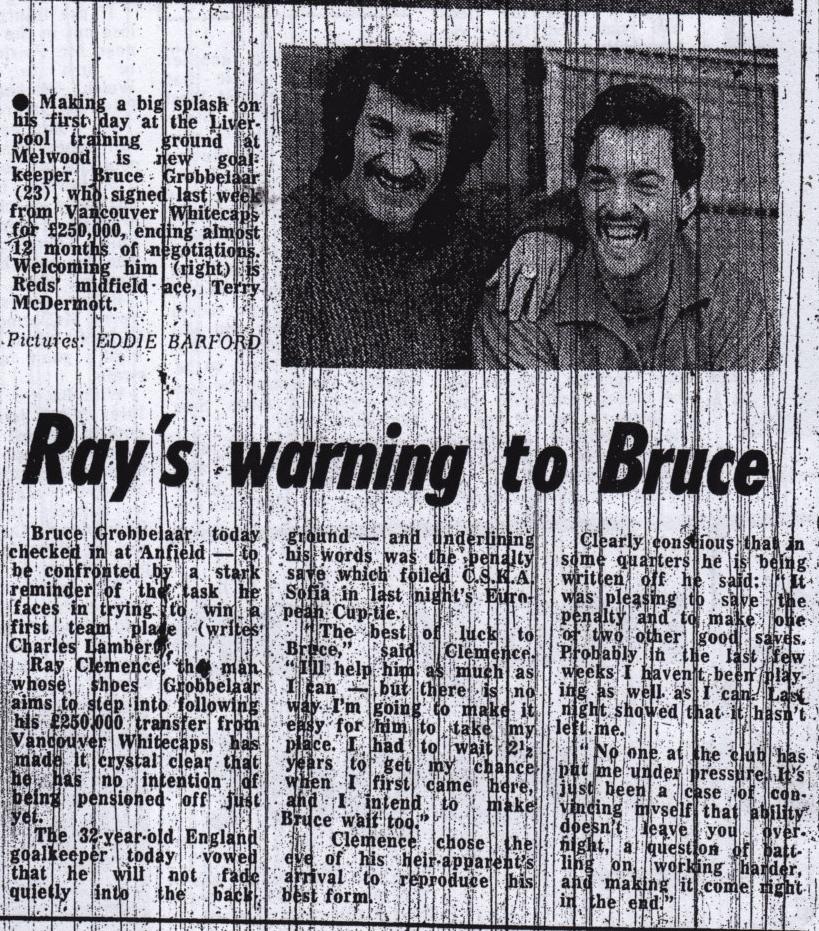 ● Making a big splash on
his first day at the Liver-
pool training ground at
Melwood is new goal-
keeper Bruce Grobbelaar
(23), who signed last week
from Vancouver Whitecaps
for £250,000, ending almost
12 months of negotiations.
Welcoming him (right) is
Reds' midfield ace, Terry
McDermott.
Pictures: EDDIE BARFORD
Ray's warning to Bruce
Bruce Grobbelaar today
checked in at Anfield — to
be confronted by a stark
reminder of the task he
faces in trying to win a
first team place (writes
Charles Lambert).
Ray Clemence, the man
whose shoes Grobbelaar
aims to step into following
his £250,000 transfer from
Vancouver Whitecaps, has
made it crystal clear that
he has no intention of
being pensioned off just
yet.
The 32-year-old England
goalkeeper today vowed
that he will not fade
quietly into the back-
ground — and underlining
his words was the penalty
save which foiled C.S.K.A.
Sofia in last night's Euro-
pean Cup-tie.
"The best of luck to
Bruce," said Clemence.
"I'll help him as much as
I can — but there is no
way I'm going to make it
easy for him to take my
place. I had to wait 2½
years to get my chance
when I first came here,
and I intend to make
Bruce wait too."
Clemence chose the
eve of his heir-apparent's
arrival to reproduce his
best form.
Clearly conscious that in
some quarters he is being
written off he said: "It
was pleasing to save the
penalty and to make one
or two other good saves.
Probably in the last few
weeks I haven't been play-
ing as well as I can. Last
night showed that it hasn't
left me.
"No one at the club has
put me under pressure. It's
just been a case of con-
vincing myself that ability
doesn't leave you over-
night, a question of batt-
ling on, working harder,
and making it come right
in the end."